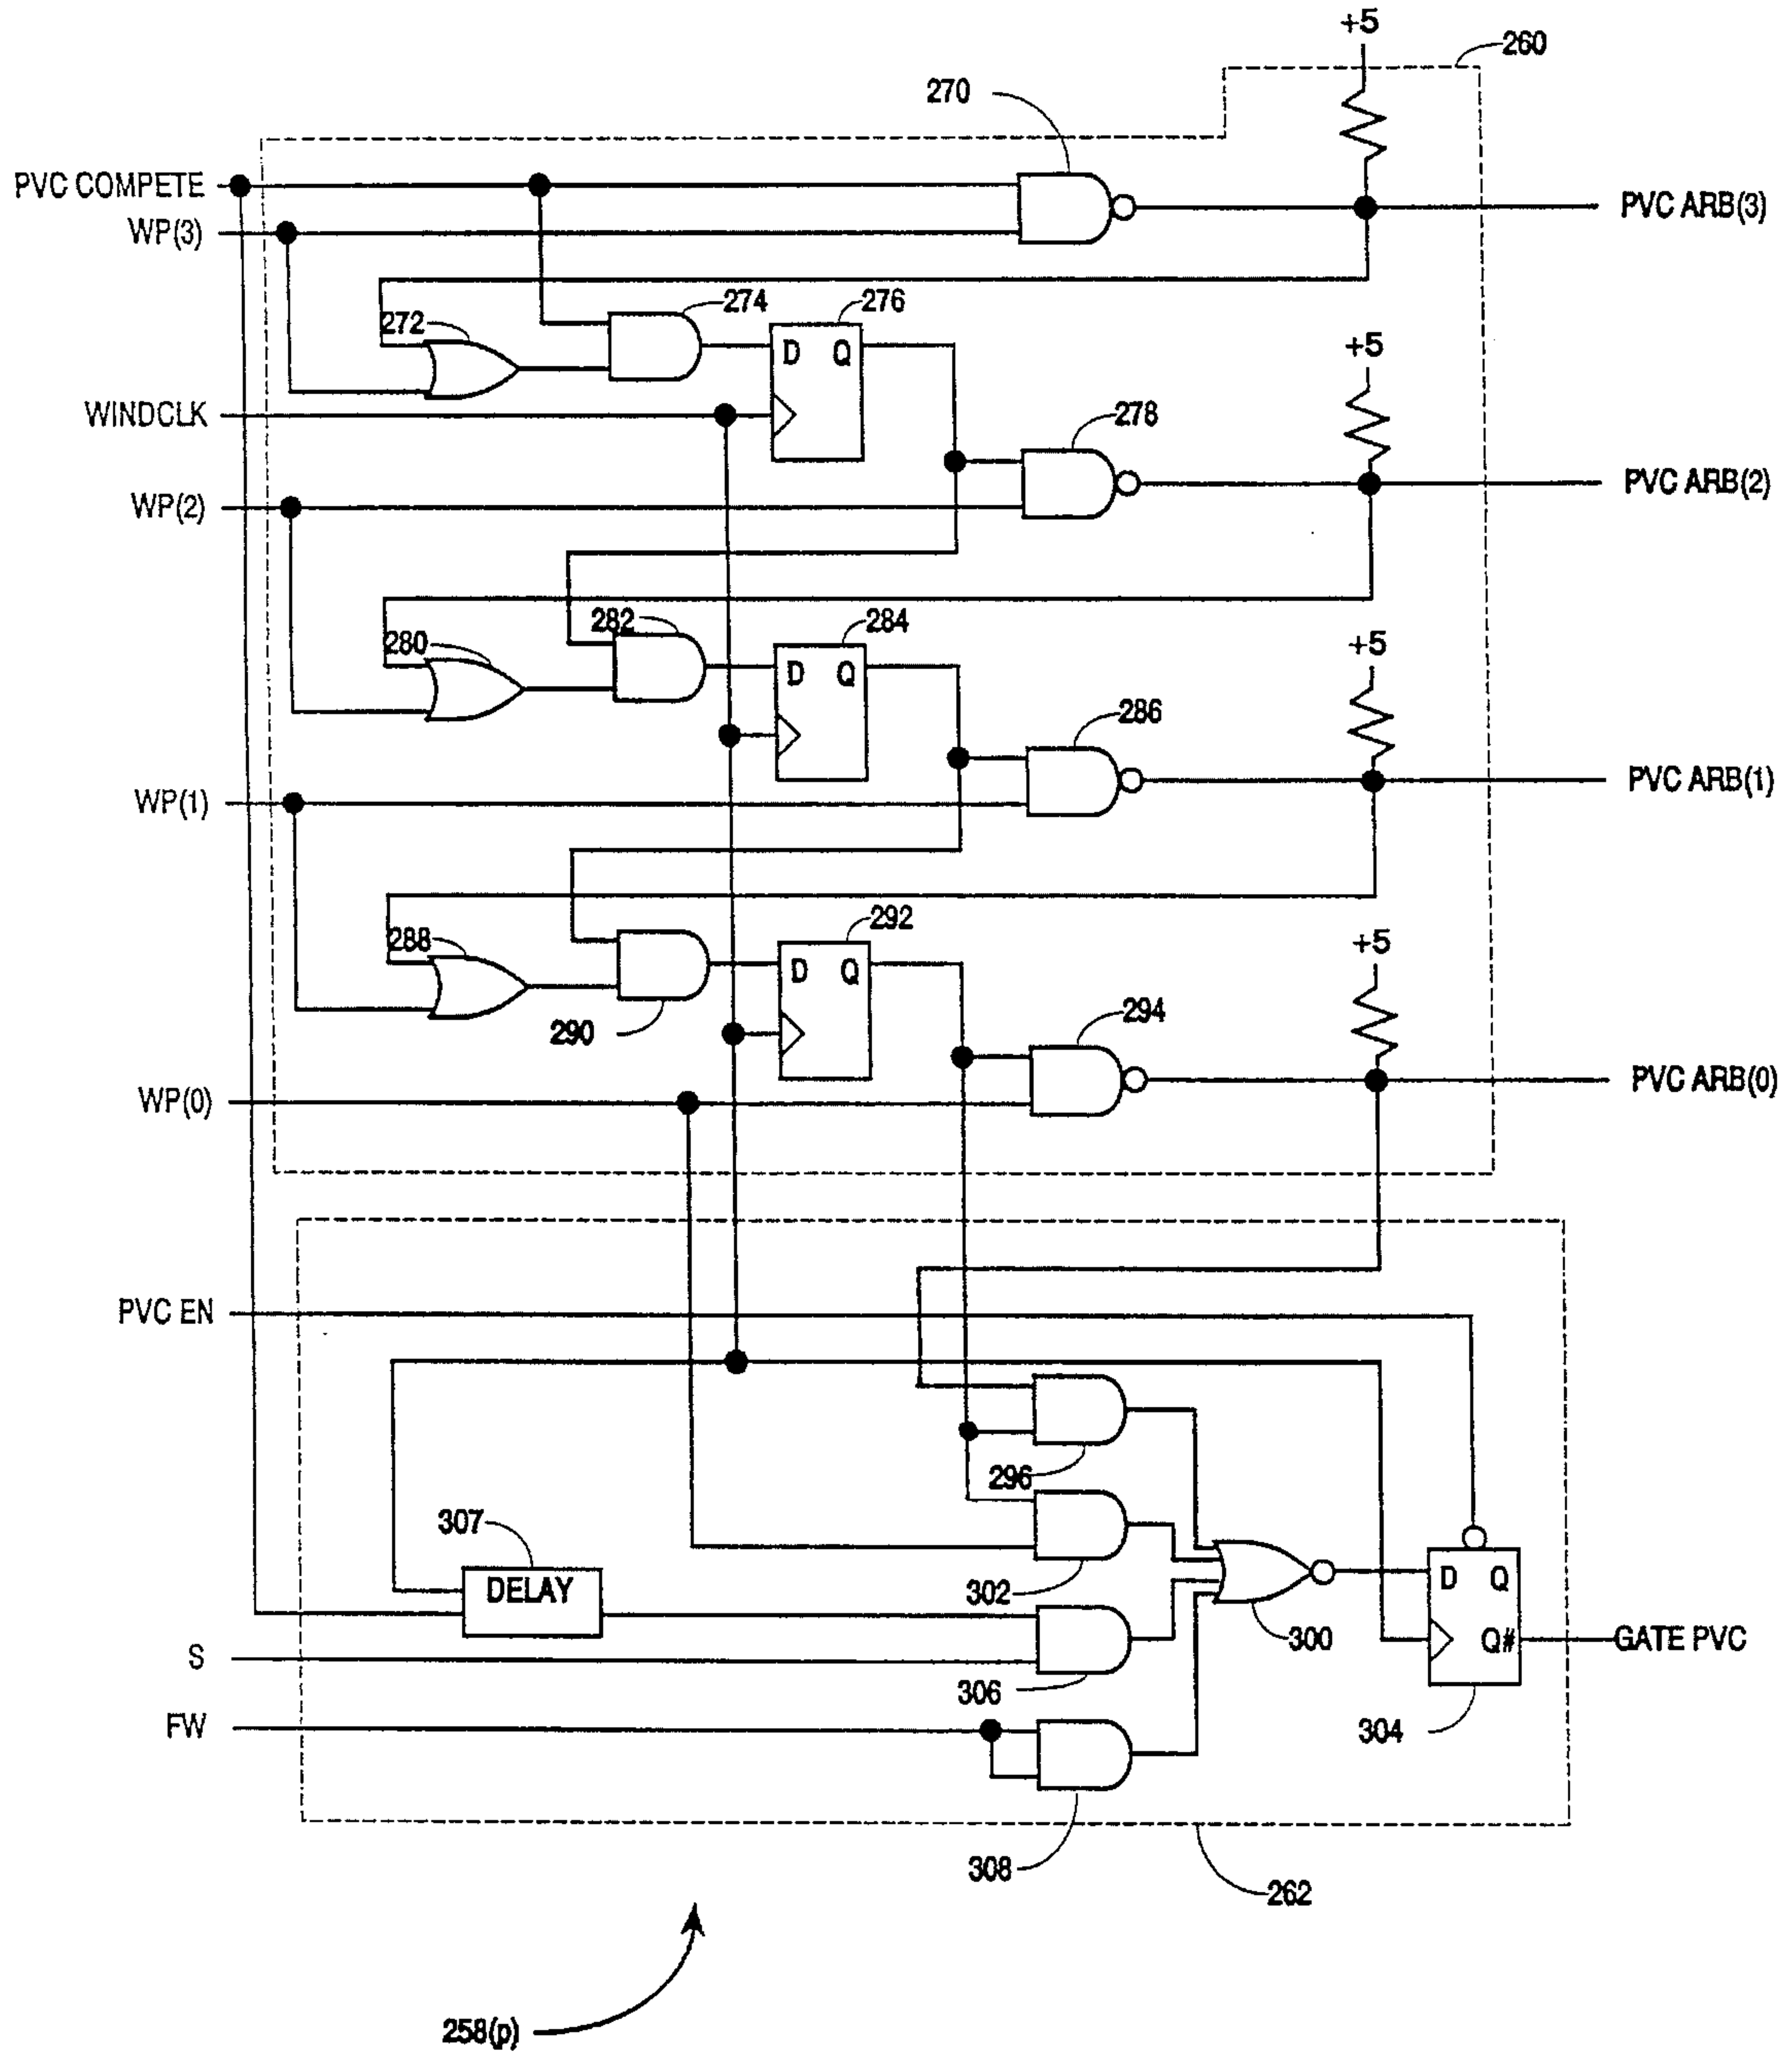 +5
260
270
PVC COMPETE
WP(3)
PVC ARB(3)
274
276
272
D Q
+5
WINDCLK
278
WP(2)
PVC ARB(2)
282
284
280
D Q
+5
286
WP(1)
PVC ARB(1)
292
288
D Q
+5
290
294
WP(0)
PVC ARB(0)
PVC EN
296
307
DELAY
302
D Q
300
Q#
GATE PVC
S
306
FW
304
308
262
258(p)